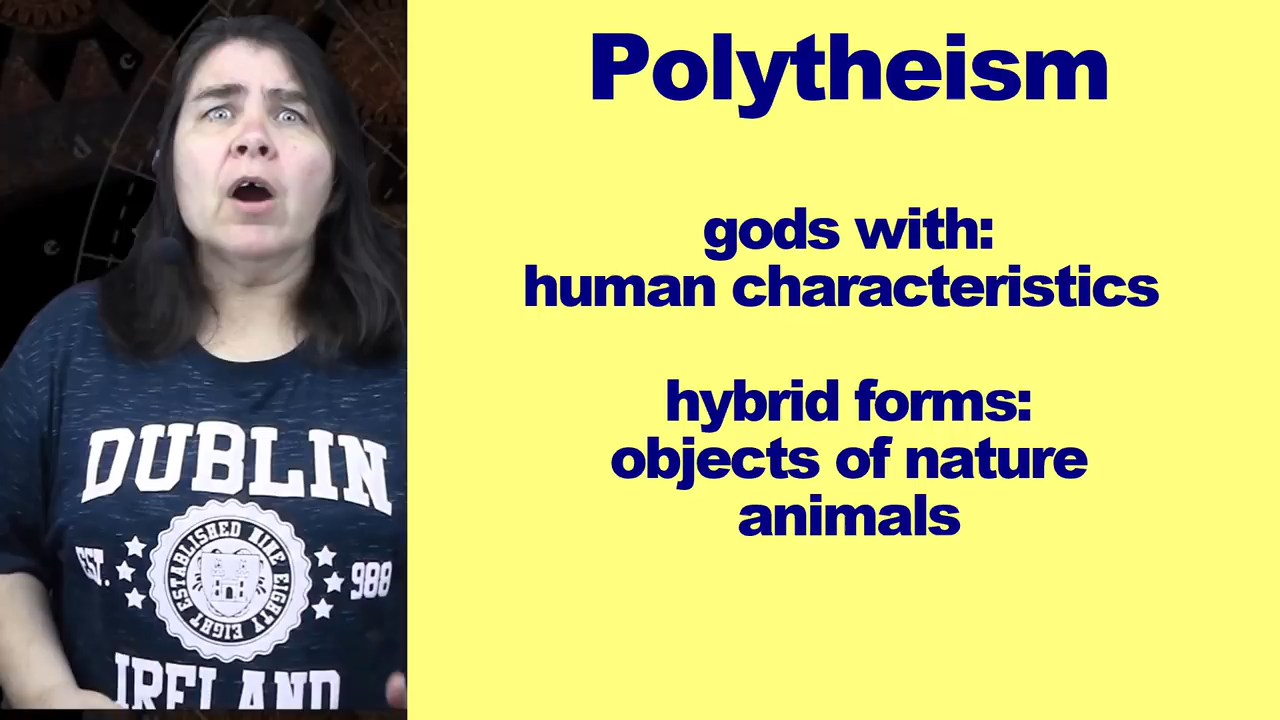 Polytheism
gods with:
human characteristics
hybrid forms:
objects of nature
animals
DUBLIN
EST. 988
ESTABLISHED NINE EIGHTY EIGHT
IRELAND